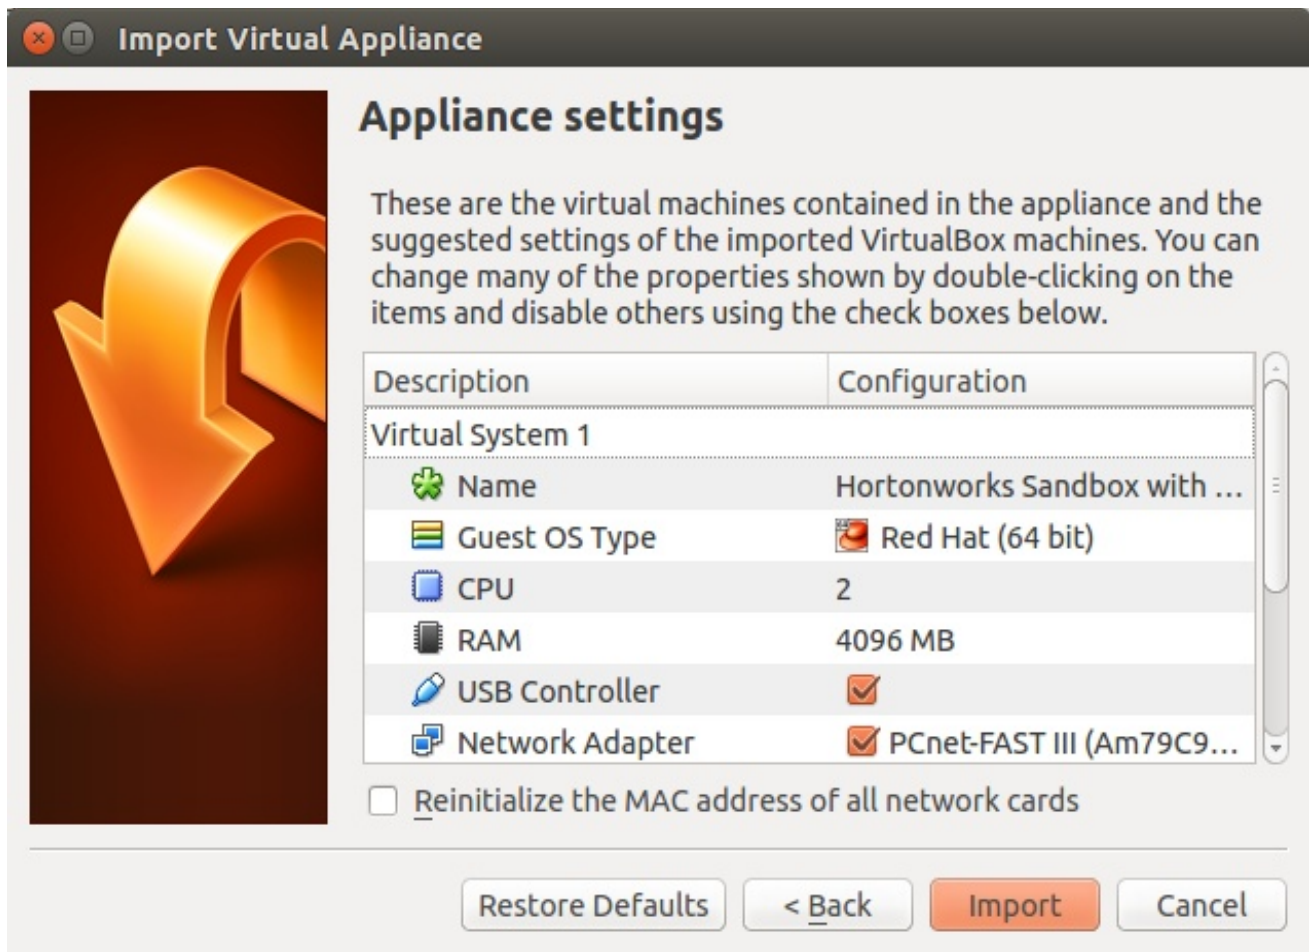 Import Virtual Appliance
Appliance settings
These are the virtual machines contained in the appliance and the
suggested settings of the imported VirtualBox machines. You can
change many of the properties shown by double-clicking on the
items and disable others using the check boxes below.
Description Configuration
Virtual System 1
Name Hortonworks Sandbox with ...
Guest OS Type Red Hat (64 bit)
CPU 2
RAM 4096 MB
USB Controller
Network Adapter PCnet-FAST III (Am79C9...
Reinitialize the MAC address of all network cards
Restore Defaults < Back Import Cancel